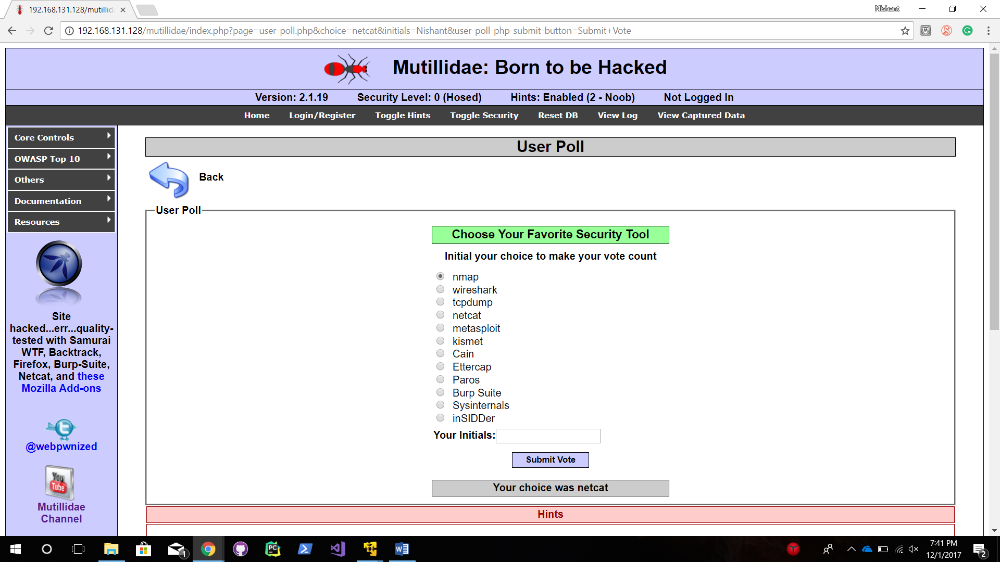 192.168.131.128/mutillid
Nishant
192.168.131.128/mutillidae/index.php?page=user-poll.php&choice=netcat&initials=Nishant&user-poll-php-submit-button=Submit+Vote
Mutillidae: Born to be Hacked
Version: 2.1.19 Security Level: 0 (Hosed) Hints: Enabled (2 - Noob) Not Logged In
Home Login/Register Toggle Hints Toggle Security Reset DB View Log View Captured Data
Core Controls
OWASP Top 10
Others
Documentation
Resources
Site
hacked...err...quality-
tested with Samurai
WTF, Backtrack,
Firefox, Burp-Suite,
Netcat, and these
Mozilla Add-ons
@webpwnized
You
Tube
Mutillidae
Channel
User Poll
Back
User Poll
Choose Your Favorite Security Tool
Initial your choice to make your vote count
nmap
wireshark
tcpdump
netcat
metasploit
kismet
Cain
Ettercap
Paros
Burp Suite
Sysinternals
inSIDDer
Your Initials:
Submit Vote
Your choice was netcat
Hints
1
PC
7:41 PM
12/1/2017
2